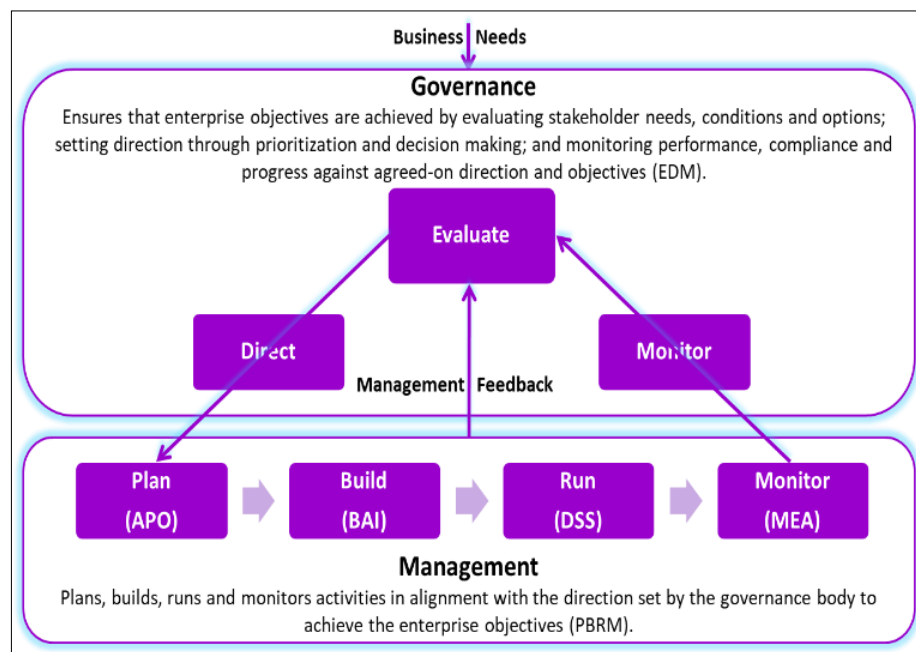 Business Needs
Governance
Ensures that enterprise objectives are achieved by evaluating stakeholder needs, conditions and options;
setting direction through prioritization and decision making; and monitoring performance, compliance and
progress against agreed-on direction and objectives (EDM).
Evaluate
Direct
Monitor
Management Feedback
Plan
(APO)
Build
(BAI)
Run
(DSS)
Monitor
(MEA)
Management
Plans, builds, runs and monitors activities in alignment with the direction set by the governance body to
achieve the enterprise objectives (PBRM).